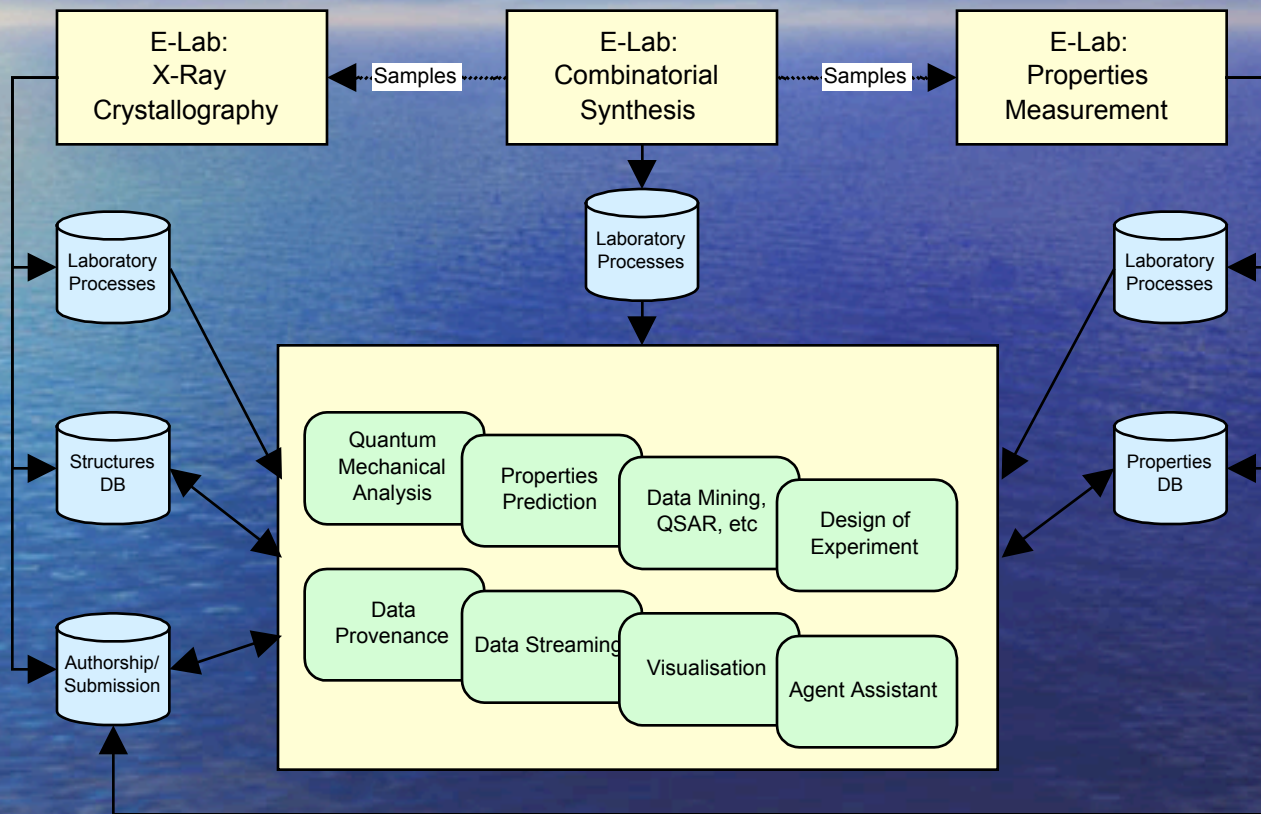 E-Lab:
X-Ray
Crystallography
Samples
E-Lab:
Combinatorial
Synthesis
Samples
E-Lab:
Properties
Measurement
Laboratory
Processes
Laboratory
Processes
Laboratory
Processes
Structures
DB
Properties
DB
Authorship/
Submission
Quantum
Mechanical
Analysis
Properties
Prediction
Data Mining,
QSAR, etc
Design of
Experiment
Data
Provenance
Data Streaming
Visualisation
Agent Assistant